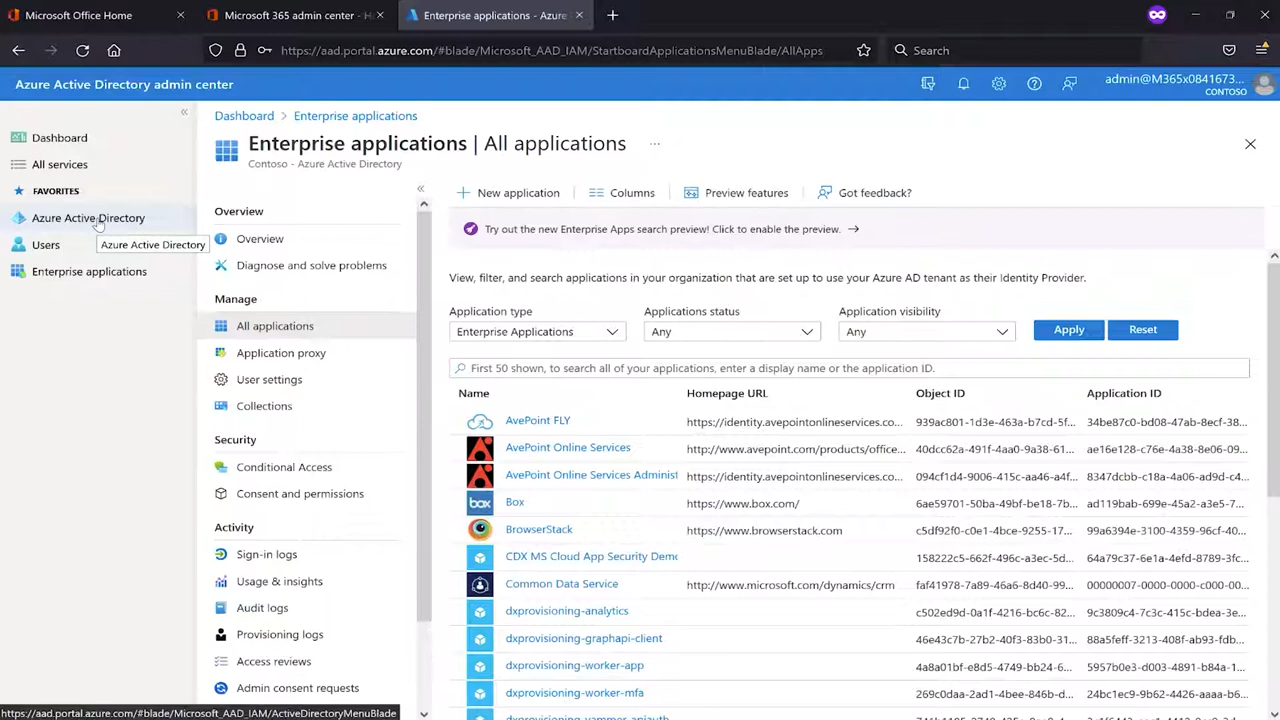 Microsoft Office Home
Microsoft 365 admin center -
Enterprise applications - Azure
https://aad.portal.azure.com/#blade/Microsoft_AAD_IAM/StartboardApplicationsMenuBlade/AllApps
Search
Azure Active Directory admin center
admin@M365x0841673...
CONTOSO
Dashboard
All services
FAVORITES
Azure Active Directory
Users
Azure Active Directory
Enterprise applications
Dashboard > Enterprise applications
Enterprise applications | All applications ...
Contoso - Azure Active Directory
Overview
Overview
Diagnose and solve problems
Manage
All applications
Application proxy
User settings
Collections
Security
Conditional Access
Consent and permissions
Activity
Sign-in logs
Usage & insights
Audit logs
Provisioning logs
Access reviews
Admin consent requests
New application
Columns
Preview features
Got feedback?
Try out the new Enterprise Apps search preview! Click to enable the preview. →
View, filter, and search applications in your organization that are set up to use your Azure AD tenant as their Identity Provider.
Application type
Applications status
Application visibility
Enterprise Applications
Any
Any
Apply
Reset
First 50 shown, to search all of your applications, enter a display name or the application ID.
Name Homepage URL Object ID Application ID
AvePoint FLY https://identity.avepointonlineservices.co... 939ac801-1d3e-463a-b7cd-5f... 34be87c0-bd08-47ab-8ecf-38...
AvePoint Online Services http://www.avepoint.com/products/office... 40dcc62a-491f-4aa0-9a38-61... ae16e128-c76e-4a38-8e06-09...
AvePoint Online Services Administ https://identity.avepointonlineservices.co... 094cf1d4-9006-415c-aa46-a4f... 8347dcbb-c18a-4a06-ad9d-c4...
Box https://www.box.com/ 6ae59701-50ba-49bf-be18-7b... ad119bab-699e-45a2-a3e5-7...
BrowserStack https://www.browserstack.com c5df92f0-c0e1-4bce-9255-17... 99a6394e-3100-4359-96cf-40...
CDX MS Cloud App Security Demo 158222c5-662f-496c-a3ec-5d... 64a79c37-6e1a-4efd-8789-3fc...
Common Data Service http://www.microsoft.com/dynamics/crm faf41978-7a89-46a6-8d40-99... 00000007-0000-0000-c000-00...
dxprovisioning-analytics c502ed9d-0a1f-4216-bc6c-2... 9c3809c4-7c3c-415c-bdea-3e...
dxprovisioning-graphapi-client 46e43c7b-27b2-40f3-83b0-31... 88a5feff-3213-408f-ab93-fdb...
dxprovisioning-worker-app 4a8a01bf-e8d5-4749-bb24-6... 5957b0e3-d003-4891-b84a-1...
dxprovisioning-worker-mfa 269c0daa-2ad1-4bee-846b-d... 24bc1ec9-9b62-4428-aaaa-b6...
https://aad.portal.azure.com/#blade/Microsoft_AAD_IAM/ActiveDirectoryMenuBlade